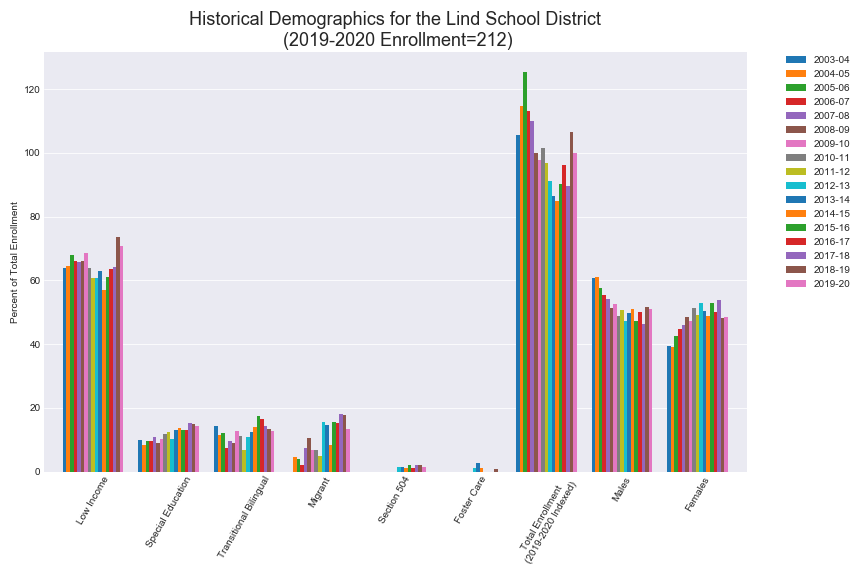 Historical Demographics for the Lind School District
(2019-2020 Enrollment=212)
Percent of Total Enrollment
120
100
80
60
40
20
0
Low Income
Special Education
Transitional Bilingual
Migrant
Section 504
Foster Care
Total Enrollment
(2019-2020 Indexed)
Males
Females
2003-04
2004-05
2005-06
2006-07
2007-08
2008-09
2009-10
2010-11
2011-12
2012-13
2013-14
2014-15
2015-16
2016-17
2017-18
2018-19
2019-20